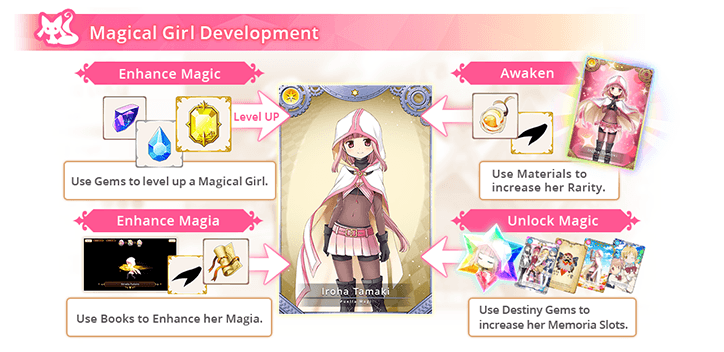 Magical Girl Development
Enhance Magic
Level UP
Use Gems to level up a Magical Girl.
Awaken
Use Materials to
increase her Rarity.
Enhance Magia
Use Books to Enhance her Magia.
Unlock Magic
Use Destiny Gems to
increase her Memoria Slots.
Iroha Tamaki